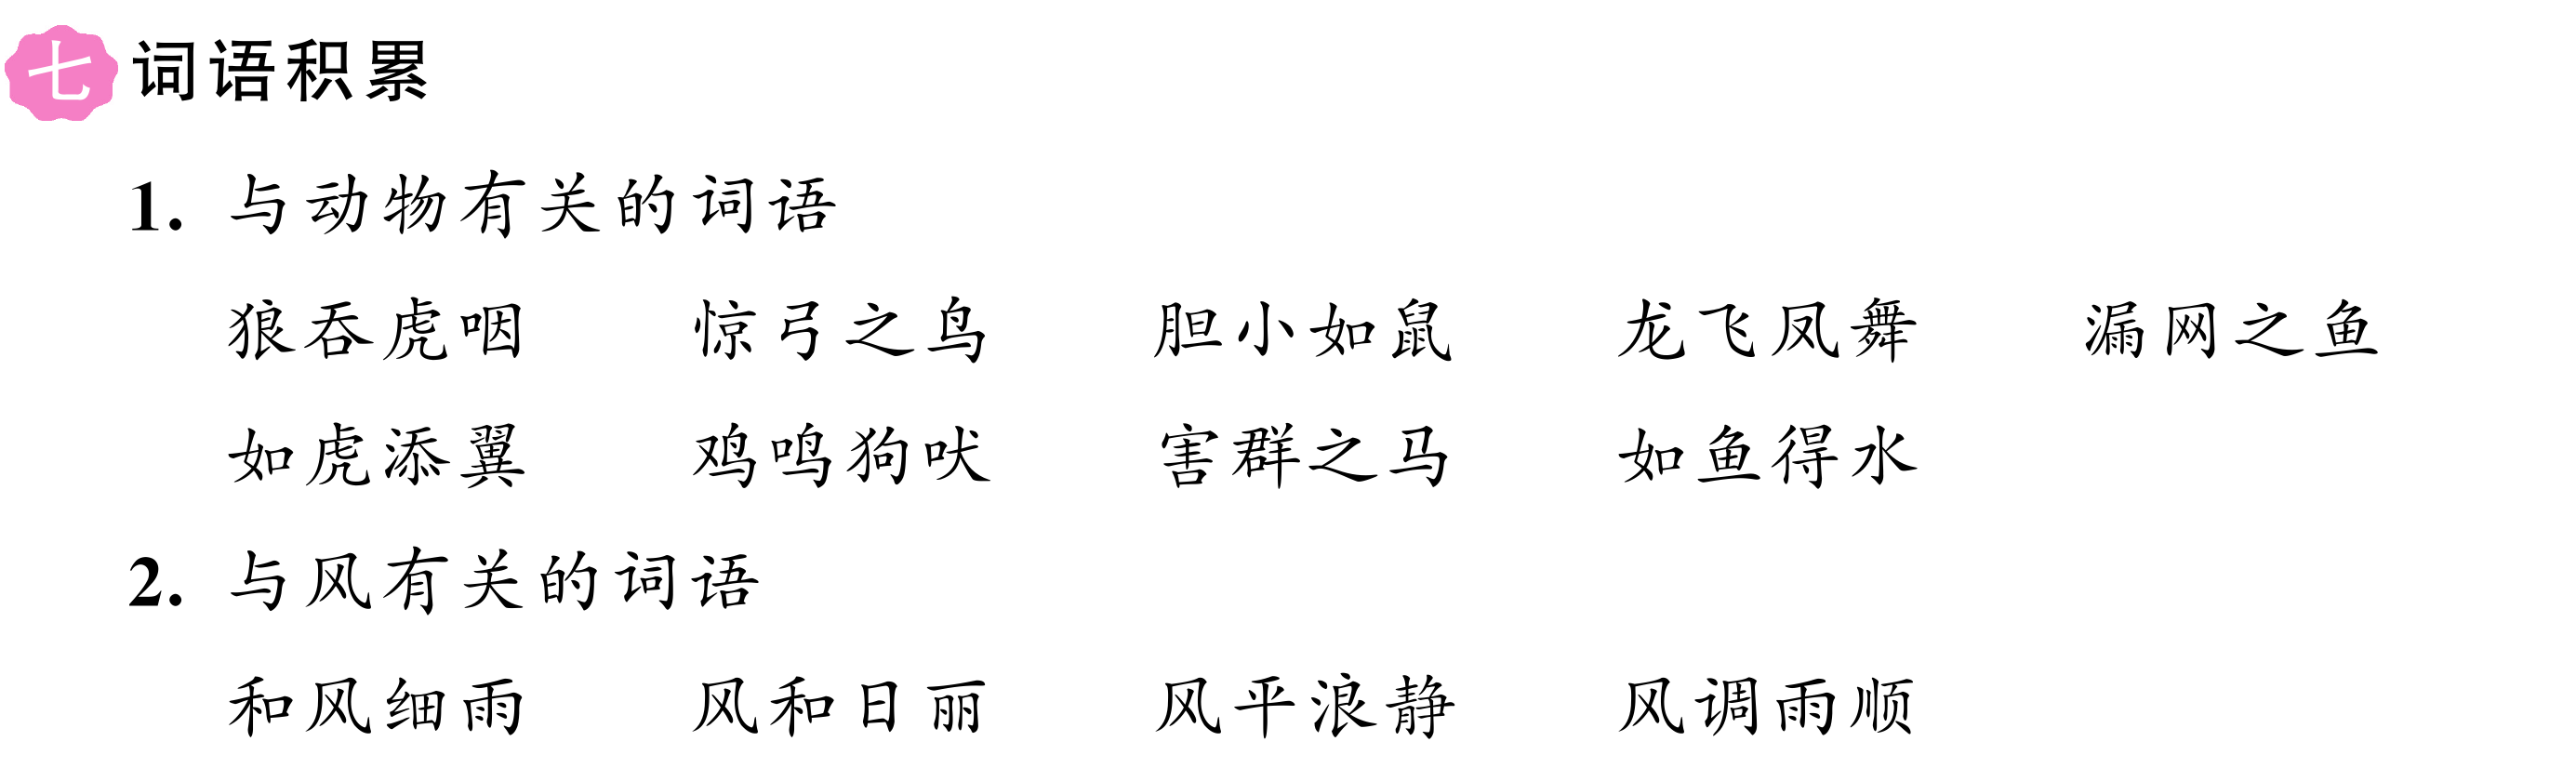 七 词语积累
1. 与动物有关的词语
狼吞虎咽 惊弓之鸟 胆小如鼠 龙飞凤舞 漏网之鱼
如虎添翼 鸡鸣狗吠 害群之马 如鱼得水
2. 与风有关的词语
和风细雨 风和日丽 风平浪静 风调雨顺